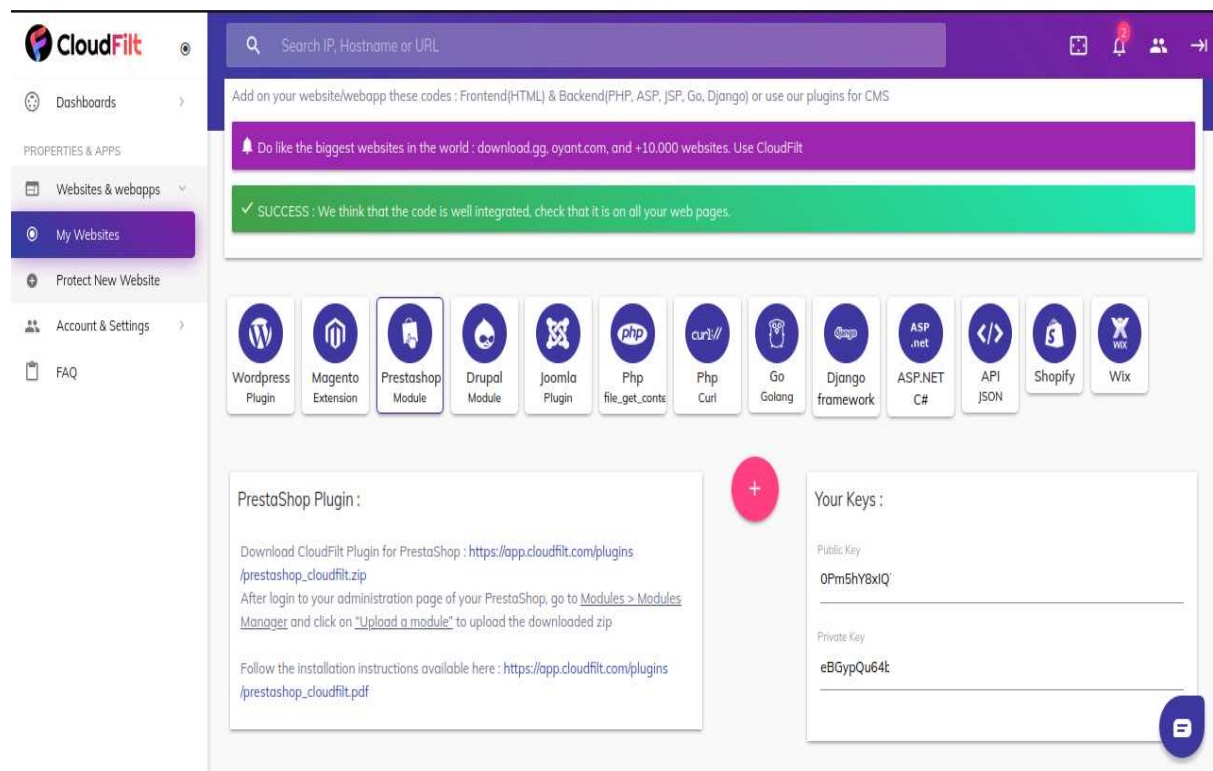 CloudFilt
Search IP, Hostname or URL
2
Dashboards
PROPERTIES & APPS
Websites & webapps
My Websites
Protect New Website
Account & Settings
FAQ
Add on your website/webapp these codes : Frontend(HTML) & Backend(PHP, ASP, JSP, Go, Django) or use our plugins for CMS
Do like the biggest websites in the world : download.gg, oyant.com, and +10.000 websites. Use CloudFilt
SUCCESS : We think that the code is well integrated, check that it is on all your web pages.
Wordpress
Plugin
Magento
Extension
Prestashop
Module
Drupal
Module
Joomla
Plugin
php
Php
file_get_conte
curl://
Php
Curl
Go
Golang
django
Django
framework
ASP
.net
ASP.NET
C#
</>
API
JSON
Shopify
WIX
Wix
PrestaShop Plugin :
Download CloudFilt Plugin for PrestaShop : https://app.cloudfilt.com/plugins
/prestashop_cloudfilt.zip
After login to your administration page of your PrestaShop, go to Modules > Modules
Manager and click on "Upload a module" to upload the downloaded zip
Follow the installation instructions available here : https://app.cloudfilt.com/plugins
/prestashop_cloudfilt.pdf
+
Your Keys :
Public Key
0Pm5hY8xIQ
Private Key
eBGypQu64